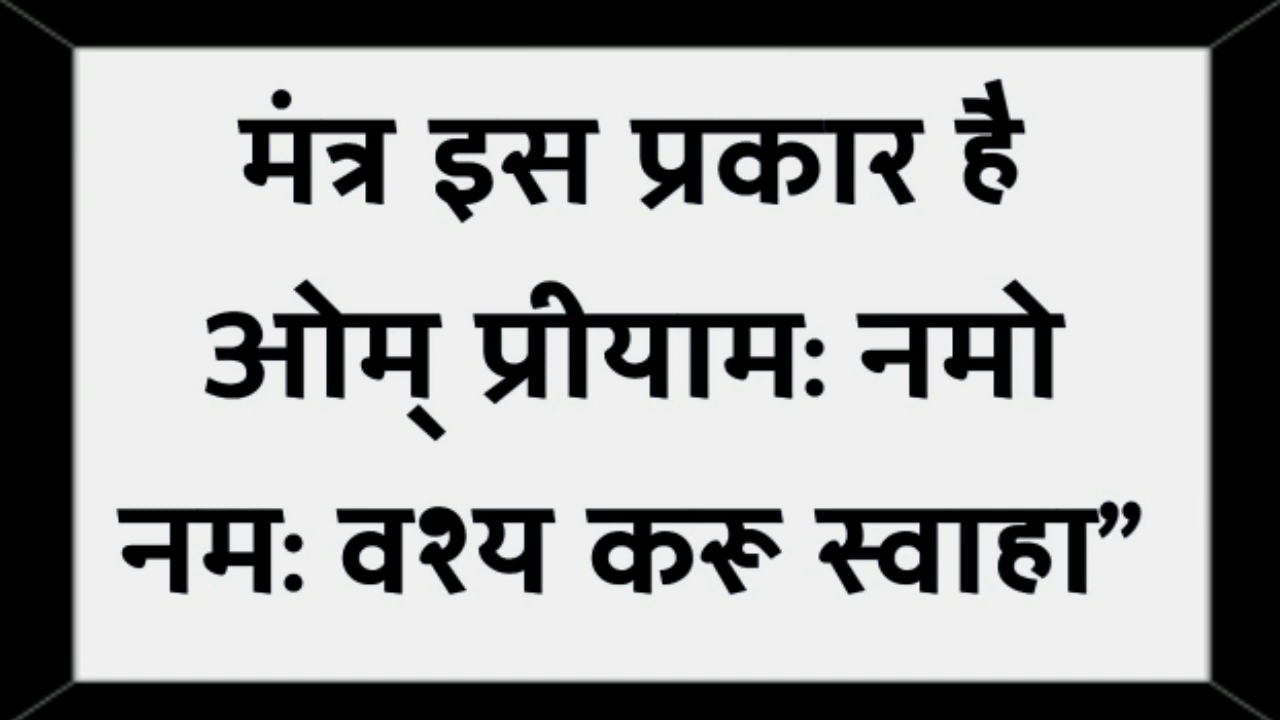 मंत्र इस प्रकार है
ओम् प्रीयाम: नमो
नम: वश्य करू स्वाहा”